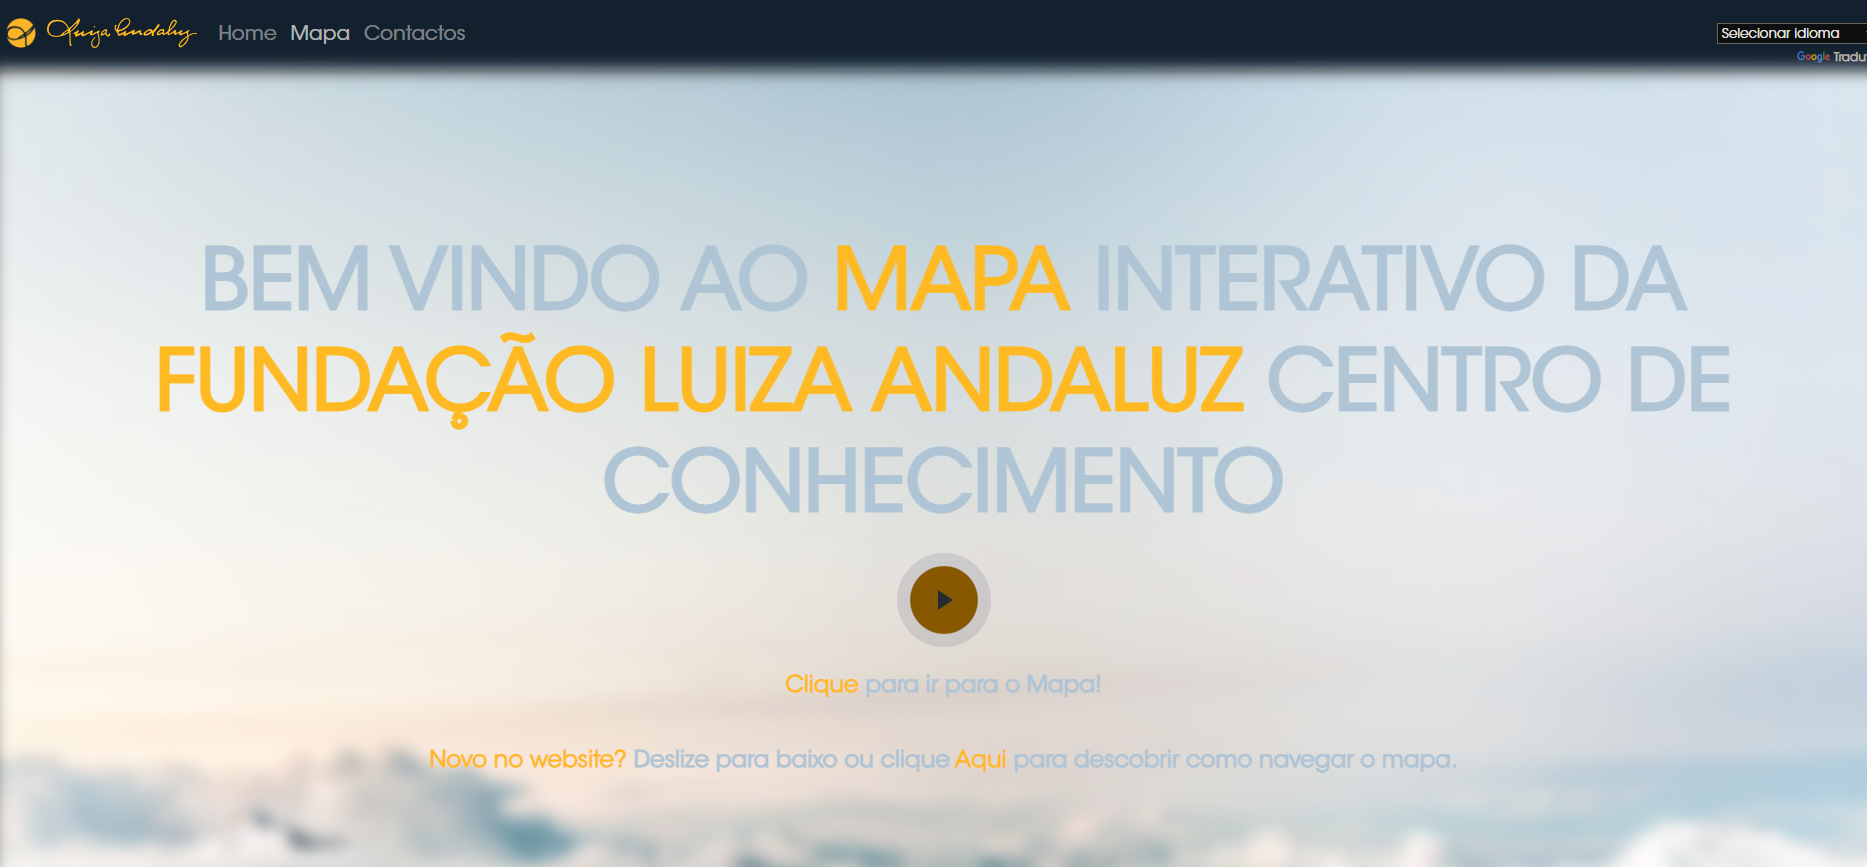 Luiza Andaluz Home Mapa Contactos
Selecionar idioma
Google Tradu
BEM VINDO AO MAPA INTERATIVO DA
FUNDAÇÃO LUIZA ANDALUZ CENTRO DE
CONHECIMENTO
Clique para ir para o Mapa!
Novo no website? Deslize para baixo ou clique Aqui para descobrir como navegar o mapa.